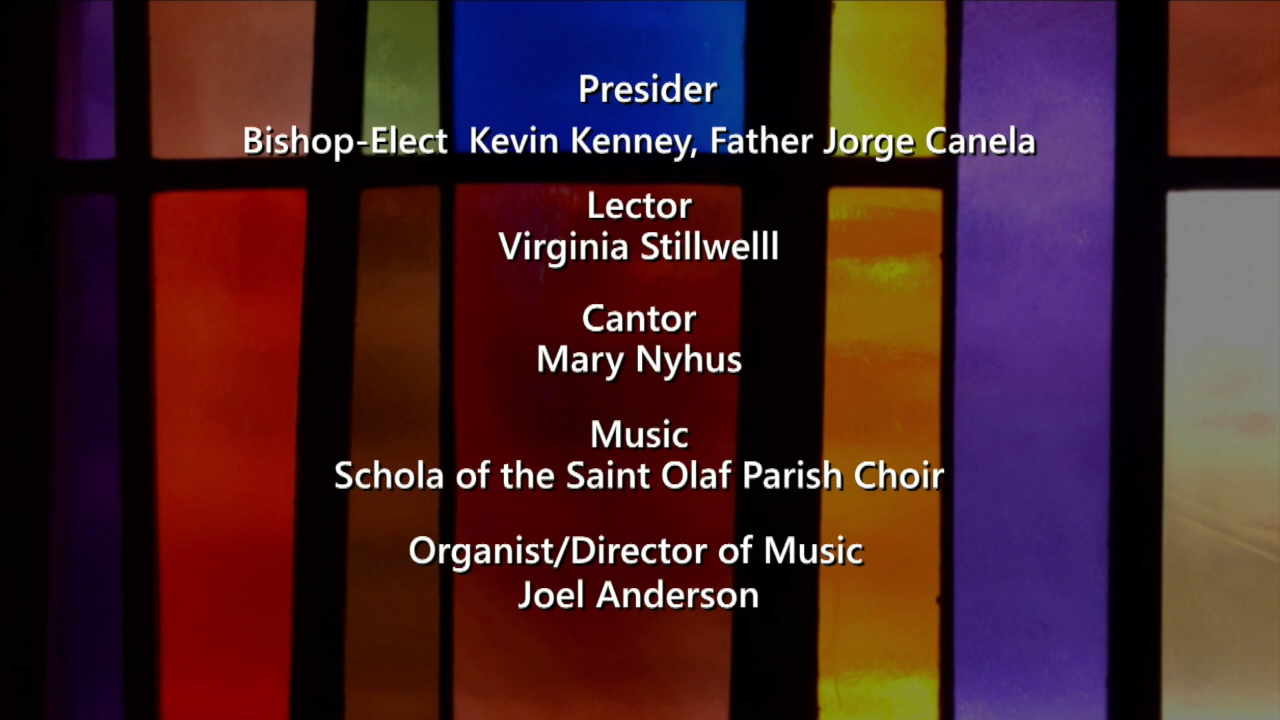 Presider
Bishop-Elect  Kevin Kenney, Father Jorge Canela
Lector
Virginia Stillwelll
Cantor
Mary Nyhus
Music
Schola of the Saint Olaf Parish Choir
Organist/Director of Music
Joel Anderson